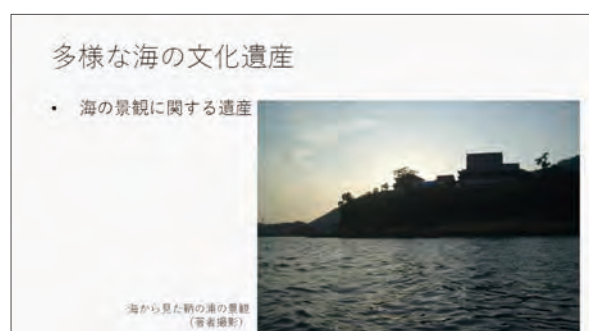 多様な海の文化遺産
• 海の景観に関する遺産
海から見た鞆の浦の景観
（著者撮影）